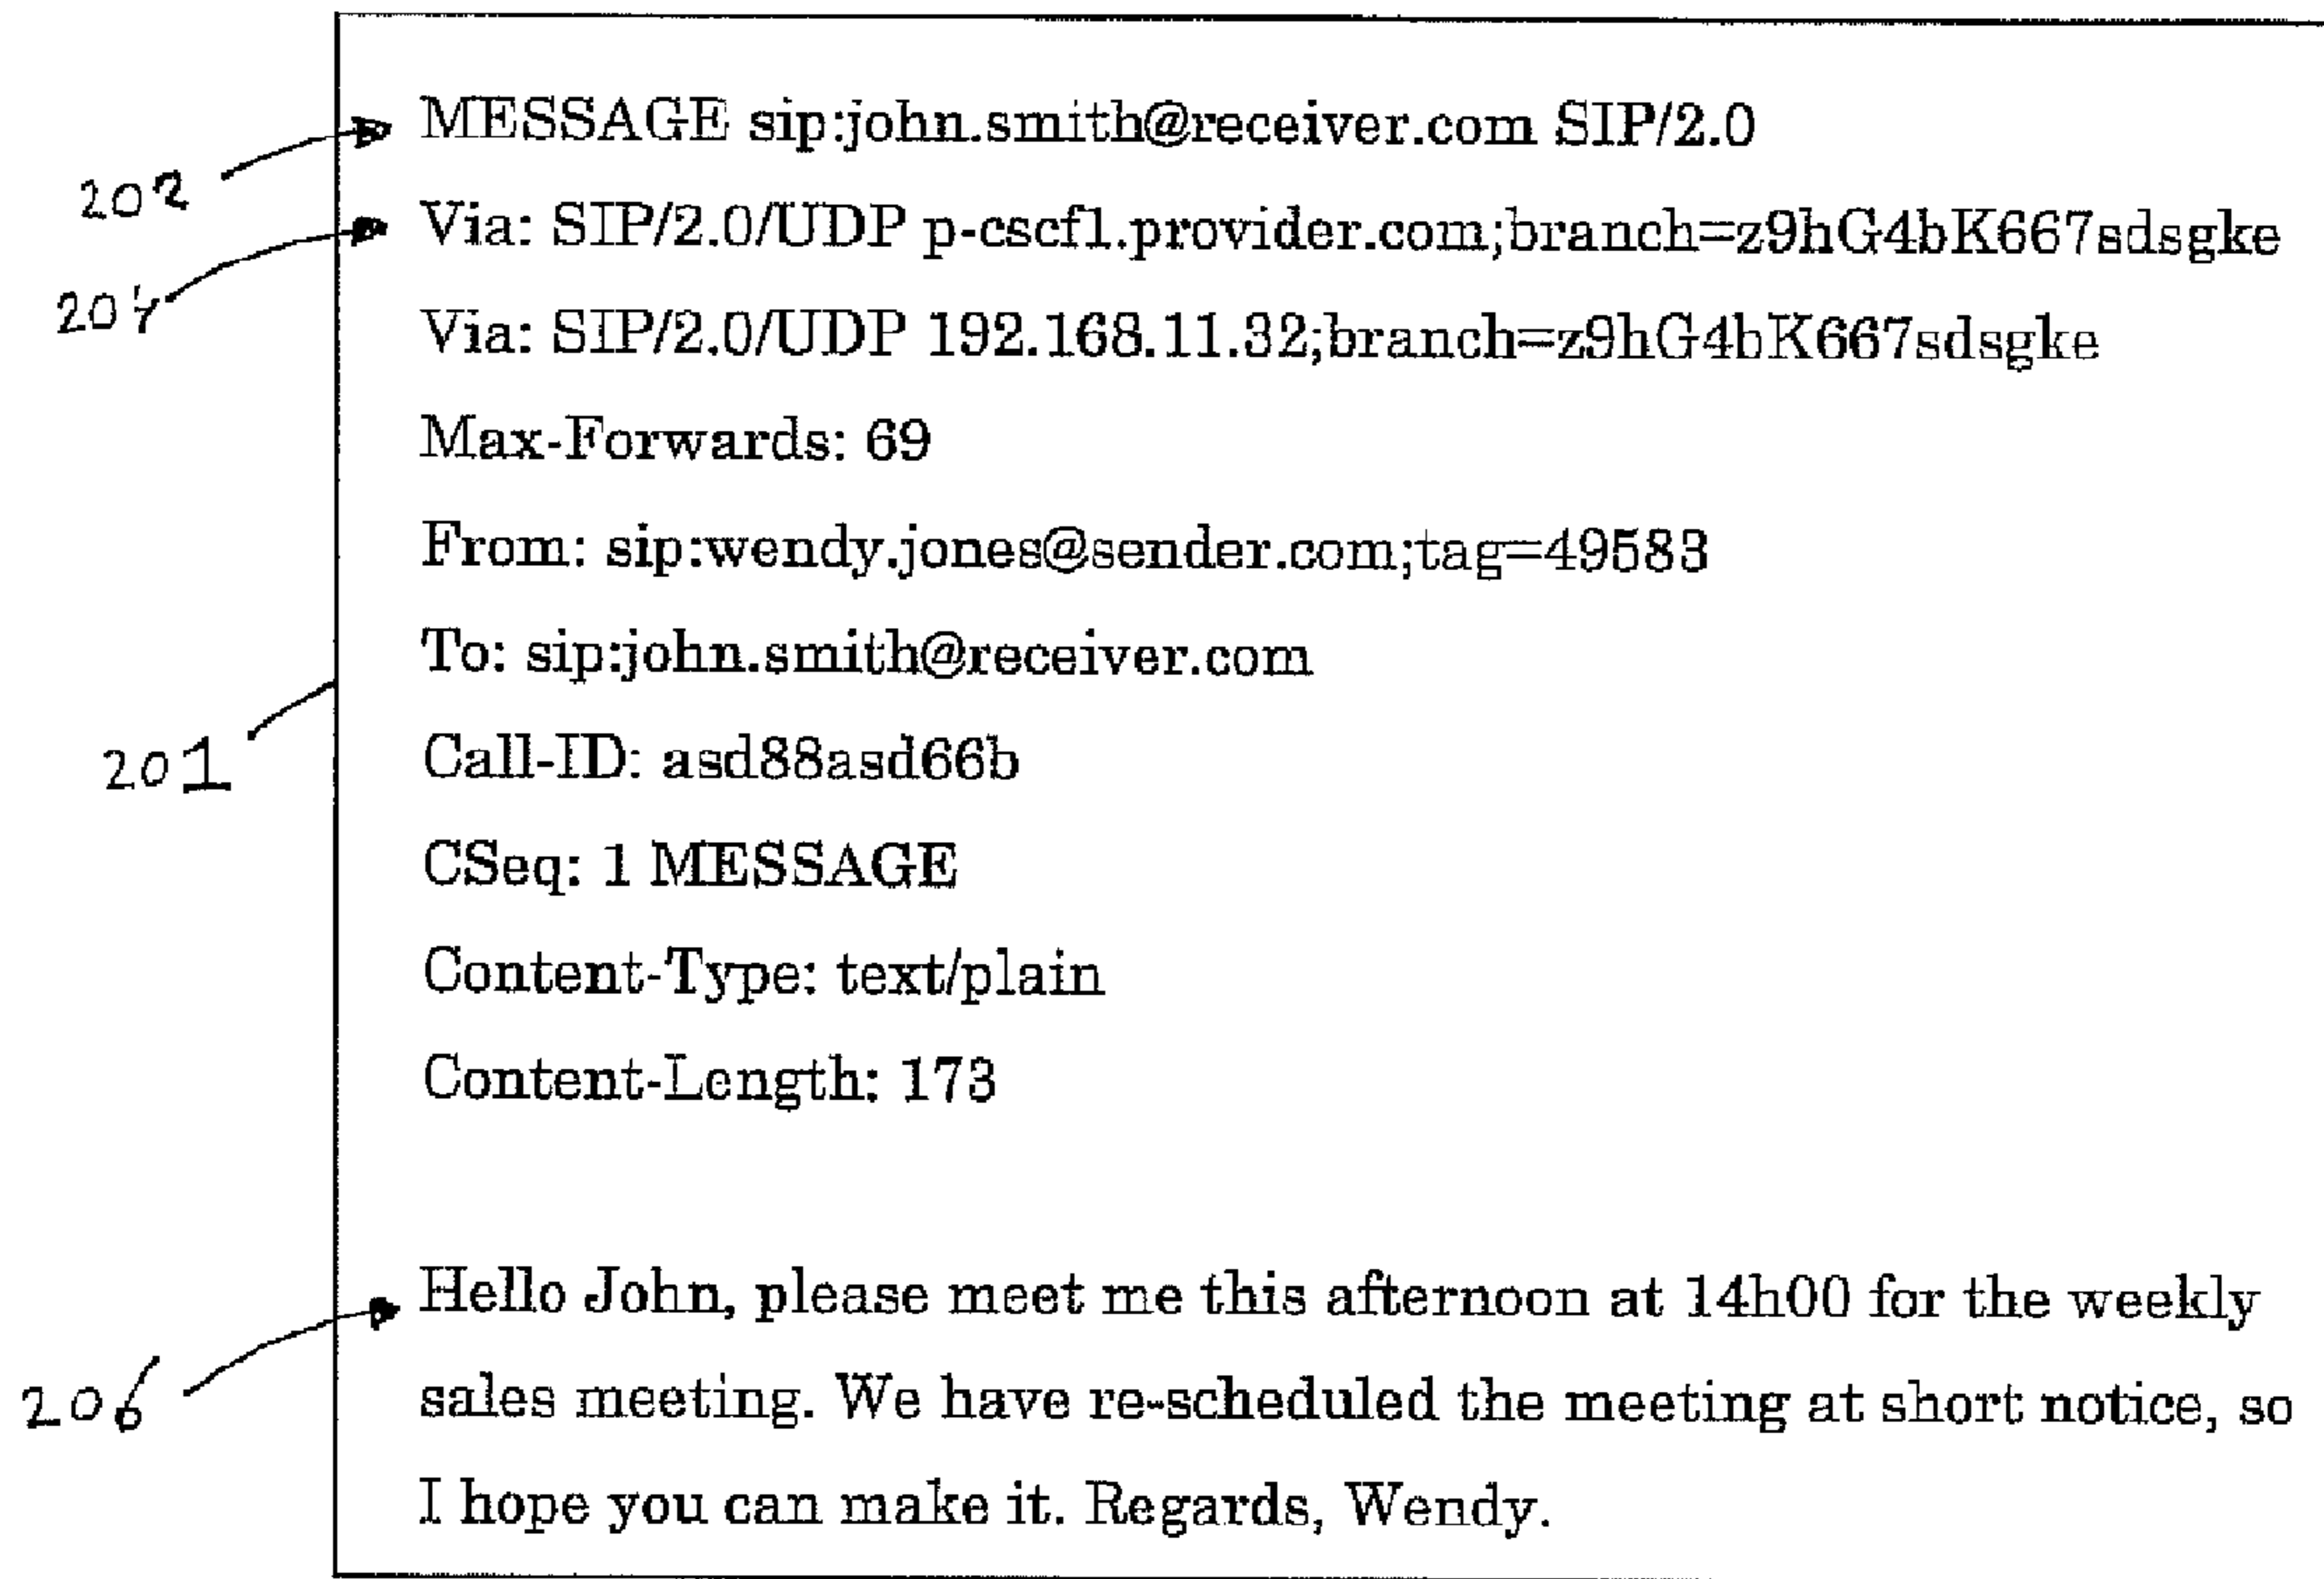 MESSAGE sip:john.smith@receiver.com SIP/2.0
202
Via: SIP/2.0/UDP p-cscf1.provider.com;branch=z9hG4bK667sdsgke
204
Via: SIP/2.0/UDP 192.168.11.32;branch=z9hG4bK667sdsgke
Max-Forwards: 69
From: sip:wendy.jones@sender.com;tag=49583
To: sip:john.smith@receiver.com
201
Call-ID: asd88asd66b
CSeq: 1 MESSAGE
Content-Type: text/plain
Content-Length: 173
Hello John, please meet me this afternoon at 14h00 for the weekly
206
sales meeting. We have re-scheduled the meeting at short notice, so
I hope you can make it. Regards, Wendy.